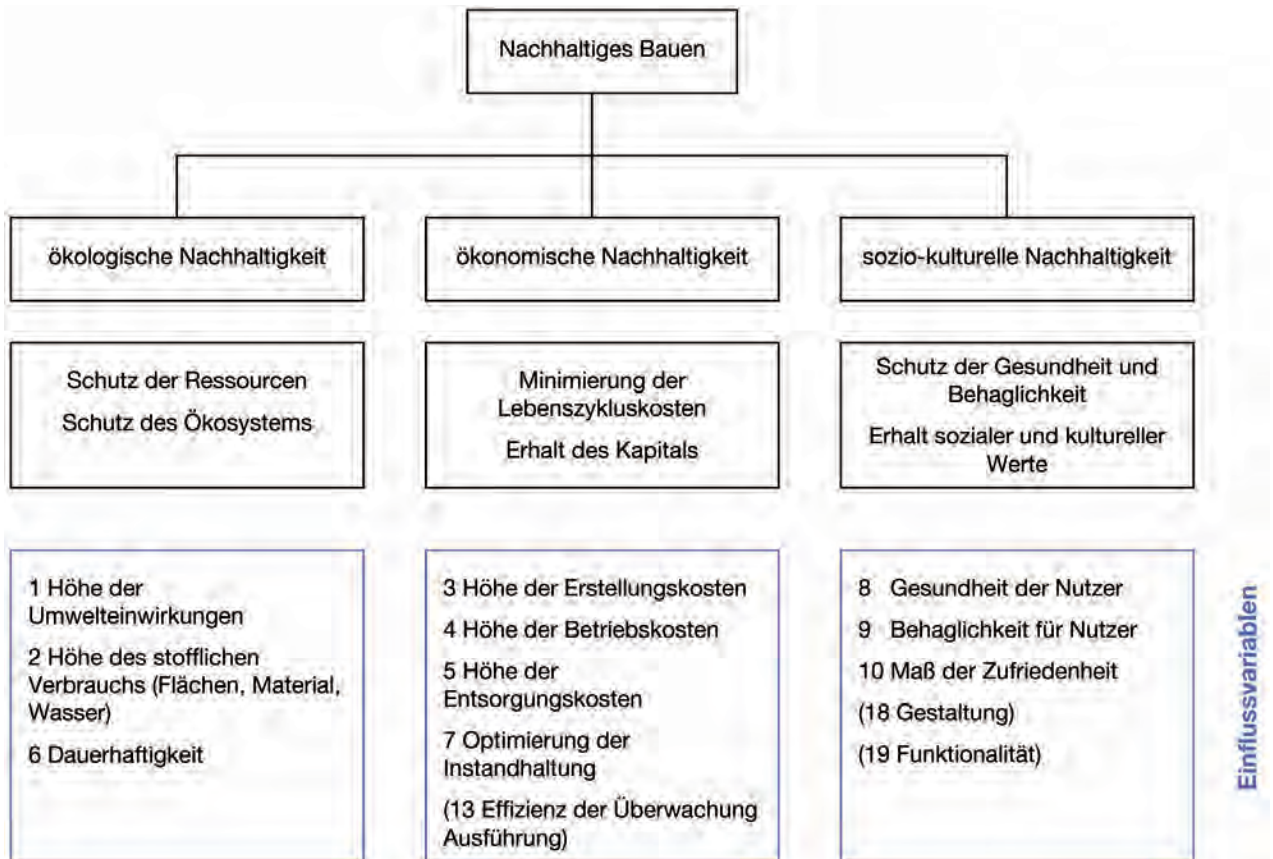 Nachhaltiges Bauen
ökologische Nachhaltigkeit
Schutz der Ressourcen
Schutz des Ökosystems
1 Höhe der
Umwelteinwirkungen
2 Höhe des stofflichen
Verbrauchs (Flächen, Material,
Wasser)
6 Dauerhaftigkeit
ökonomische Nachhaltigkeit
Minimierung der
Lebenszykluskosten
Erhalt des Kapitals
3 Höhe der Erstellungskosten
4 Höhe der Betriebskosten
5 Höhe der
Entsorgungskosten
7 Optimierung der
Instandhaltung
(13 Effizienz der Überwachung
Ausführung)
sozio-kulturelle Nachhaltigkeit
Schutz der Gesundheit und
Behaglichkeit
Erhalt sozialer und kultureller
Werte
8 Gesundheit der Nutzer
9 Behaglichkeit für Nutzer
10 Maß der Zufriedenheit
(18 Gestaltung)
(19 Funktionalität)
Einflussvariablen